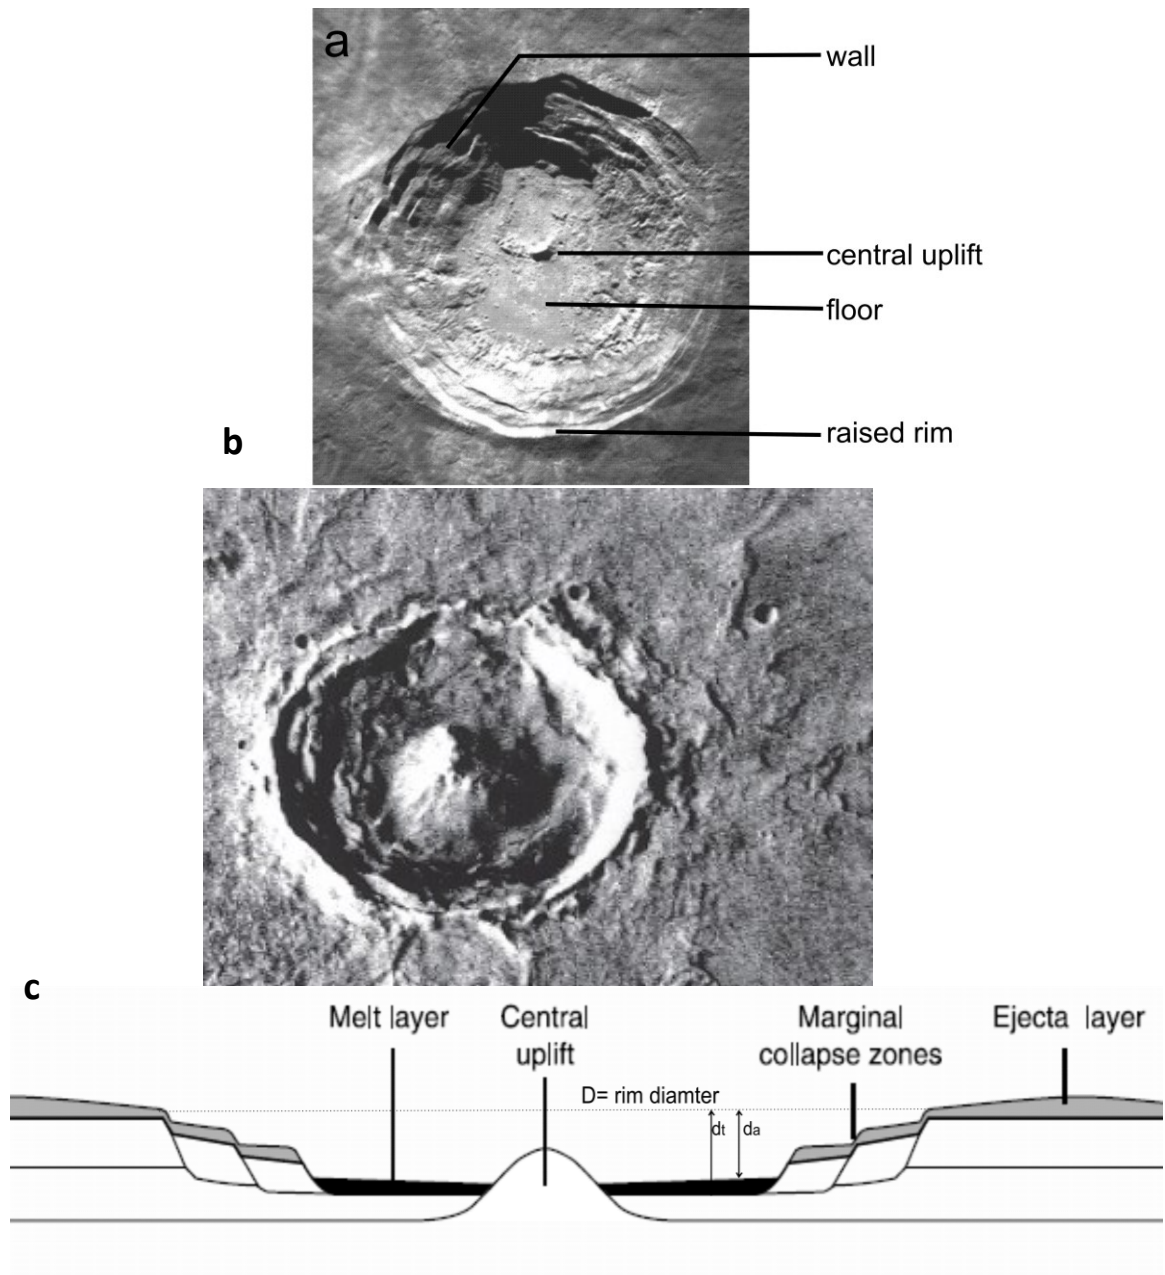 a
wall
central uplift
floor
raised rim
b
c
Melt layer
Central
uplift
Marginal
collapse zones
Ejecta layer
D= rim diamter
dt
da